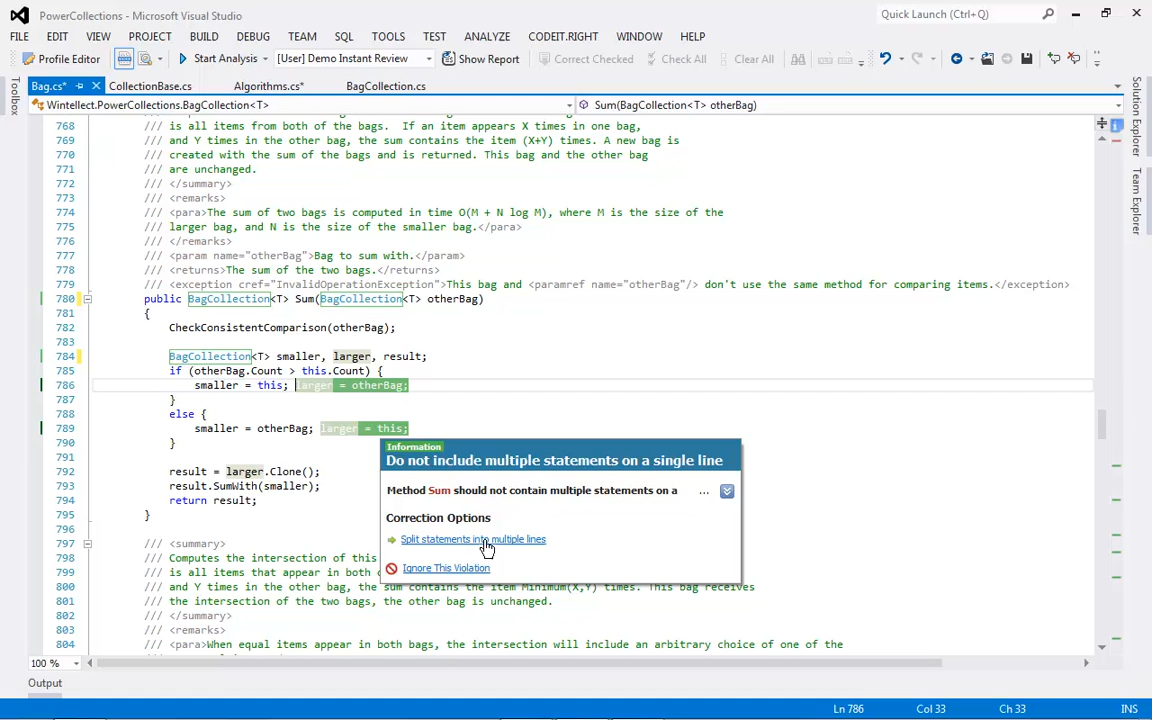 PowerCollections - Microsoft Visual Studio
Quick Launch (Ctrl+Q)
FILE EDIT VIEW PROJECT BUILD DEBUG TEAM SQL TOOLS TEST ANALYZE CODEIT.RIGHT WINDOW HELP
Profile Editor Start Analysis [User] Demo Instant Review Show Report Correct Checked Check All Clear All
Bag.cs* CollectionBase.cs Algorithms.cs* BagCollection.cs
Wintellect.PowerCollections.BagCollection<T> Sum(BagCollection<T> otherBag)
Toolbox
Solution Explorer
Team Explorer
768 /// is all items from both of the bags.  If an item appears X times in one bag,
769 /// and Y times in the other bag, the sum contains the item (X+Y) times. A new bag is
770 /// created with the sum of the bags and is returned. This bag and the other bag
771 /// are unchanged.
772 /// </summary>
773 /// <remarks>
774 /// <para>The sum of two bags is computed in time O(M + N log M), where M is the size of the
775 /// larger bag, and N is the size of the smaller bag.</para>
776 /// </remarks>
777 /// <param name="otherBag">Bag to sum with.</param>
778 /// <returns>The sum of the two bags.</returns>
779 /// <exception cref="InvalidOperationException">This bag and <paramref name="otherBag"/> don't use the same method for comparing items.</exception>
780 public BagCollection<T> Sum(BagCollection<T> otherBag)
781 {
782 CheckConsistentComparison(otherBag);
783
784 BagCollection<T> smaller, larger, result;
785 if (otherBag.Count > this.Count) {
786 smaller = this; larger = otherBag;
787 }
788 else {
789 smaller = otherBag; larger = this;
790 }
791
792 result = larger.Clone();
793 result.SumWith(smaller);
794 return result;
795 }
796
797 /// <summary>
798 /// Computes the intersection of this
799 /// is all items that appear in both
800 /// and Y times in the other bag, the sum contains the item Minimum(X,Y) times. This bag receives
801 /// the intersection of the two bags, the other bag is unchanged.
802 /// </summary>
803 /// <remarks>
804 /// <para>When equal items appear in both bags, the intersection will include an arbitrary choice of one of the
Information
Do not include multiple statements on a single line
Method Sum should not contain multiple statements on a ...
Correction Options
Split statements into multiple lines
Ignore This Violation
100 %
Output
Ln 786 Col 33 Ch 33 INS